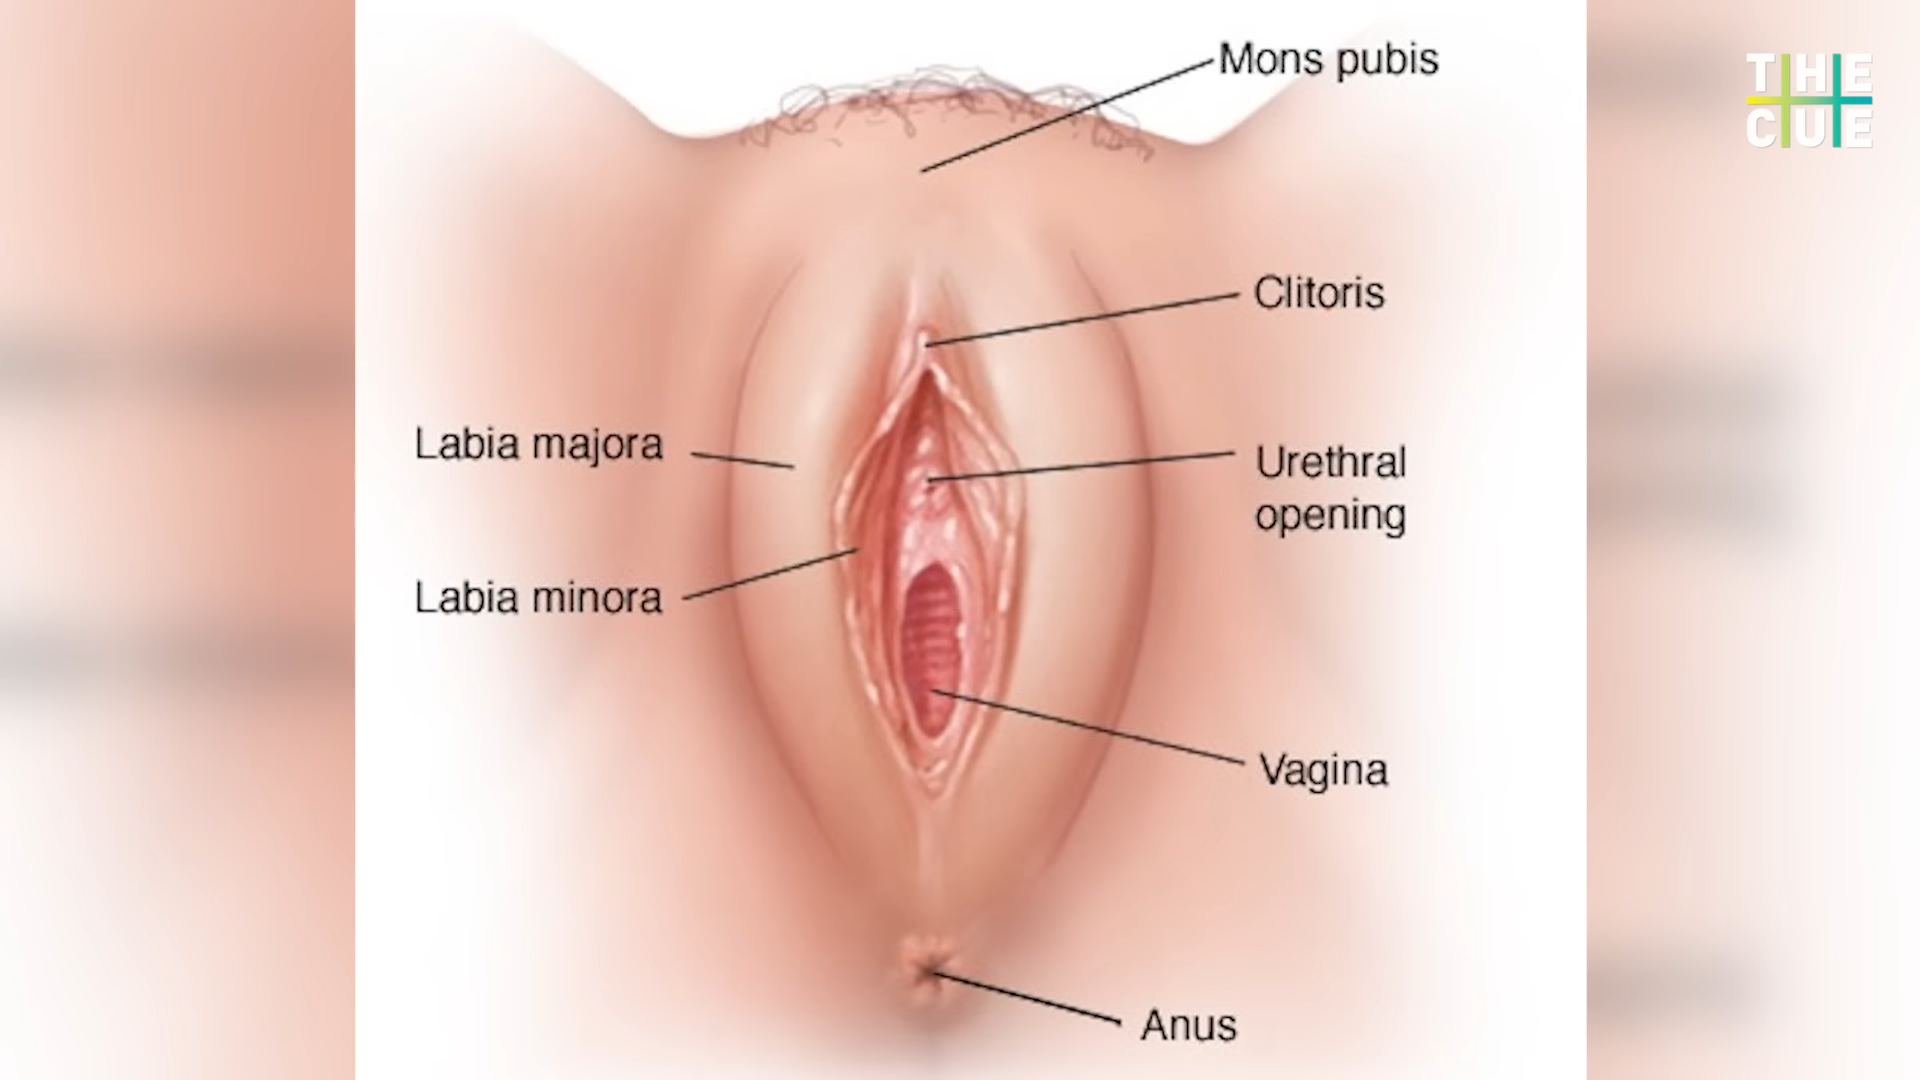 Mons pubis
THE
CUE
Clitoris
Labia majora
Urethral
opening
Labia minora
Vagina
Anus